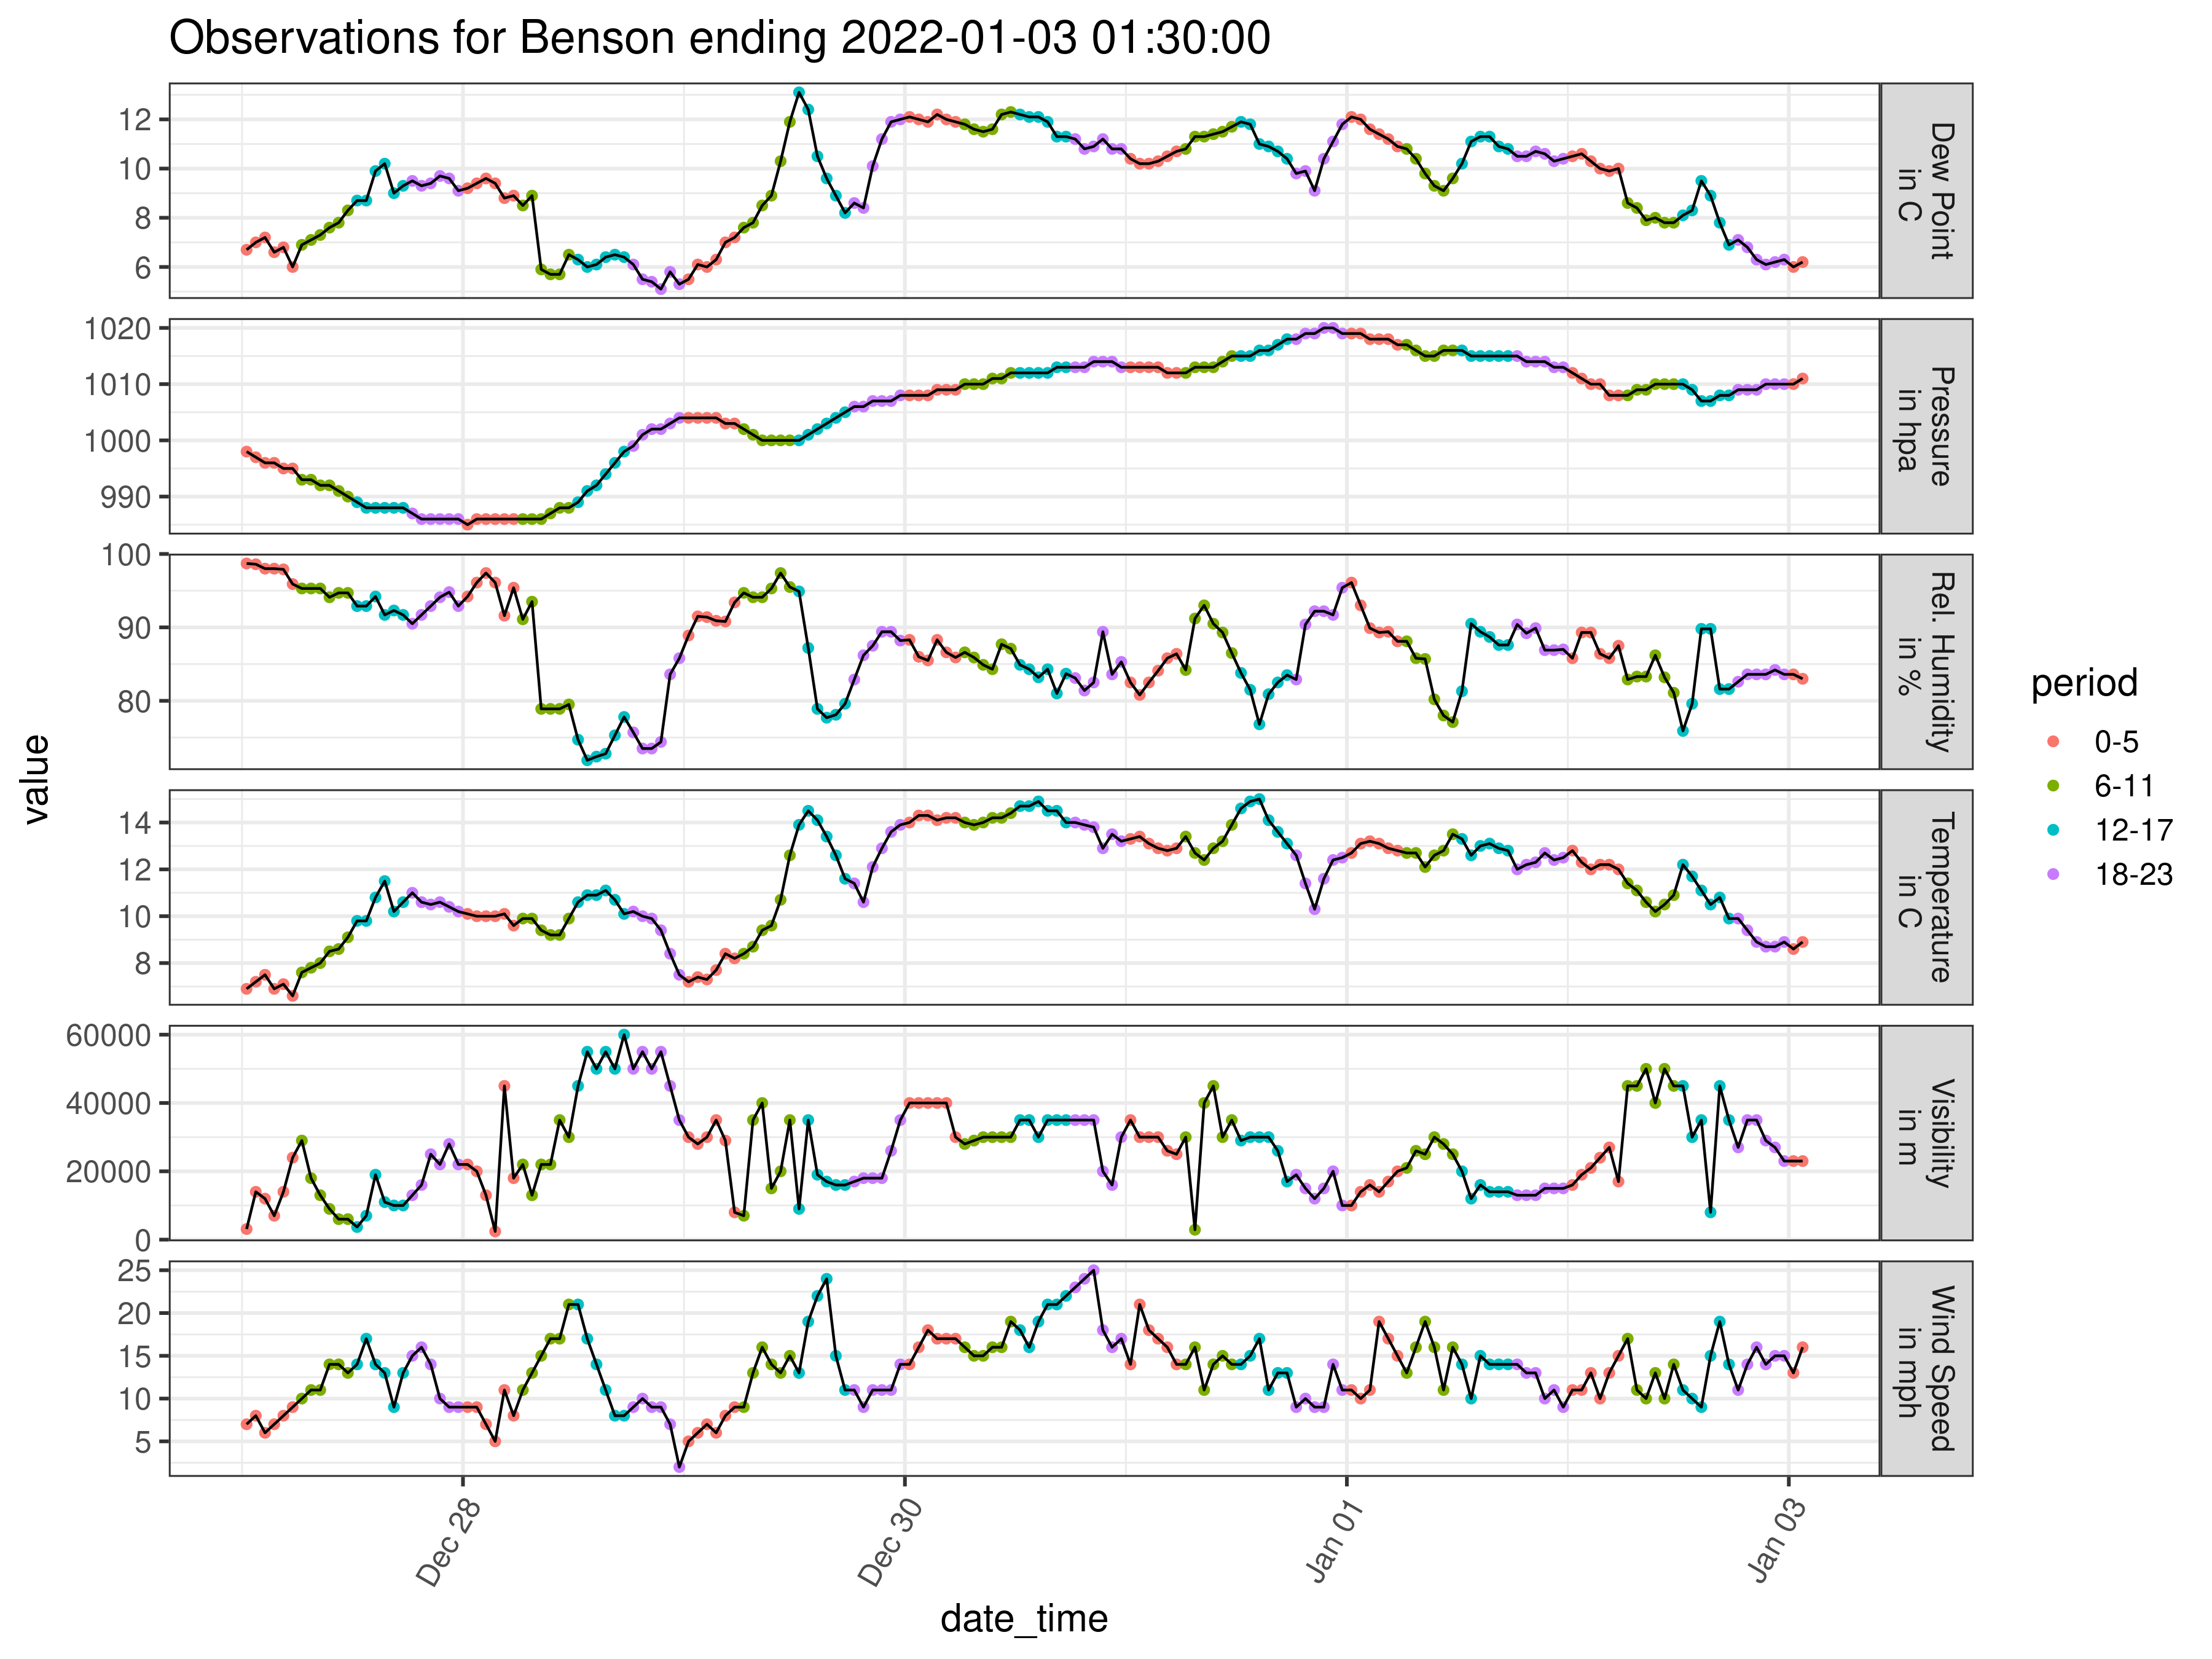 Observations for Benson ending 2022-01-03 01:30:00
12
10
8
6
Dew Point
in C
1020
1010
1000
990
Pressure
in hpa
100
90
80
Rel. Humidity
in %
14
12
10
8
Temperature
in C
60000
40000
20000
0
Visibility
in m
25
20
15
10
5
Wind Speed
in mph
value
Dec 28
Dec 30
Jan 01
Jan 03
date_time
period
0-5
6-11
12-17
18-23